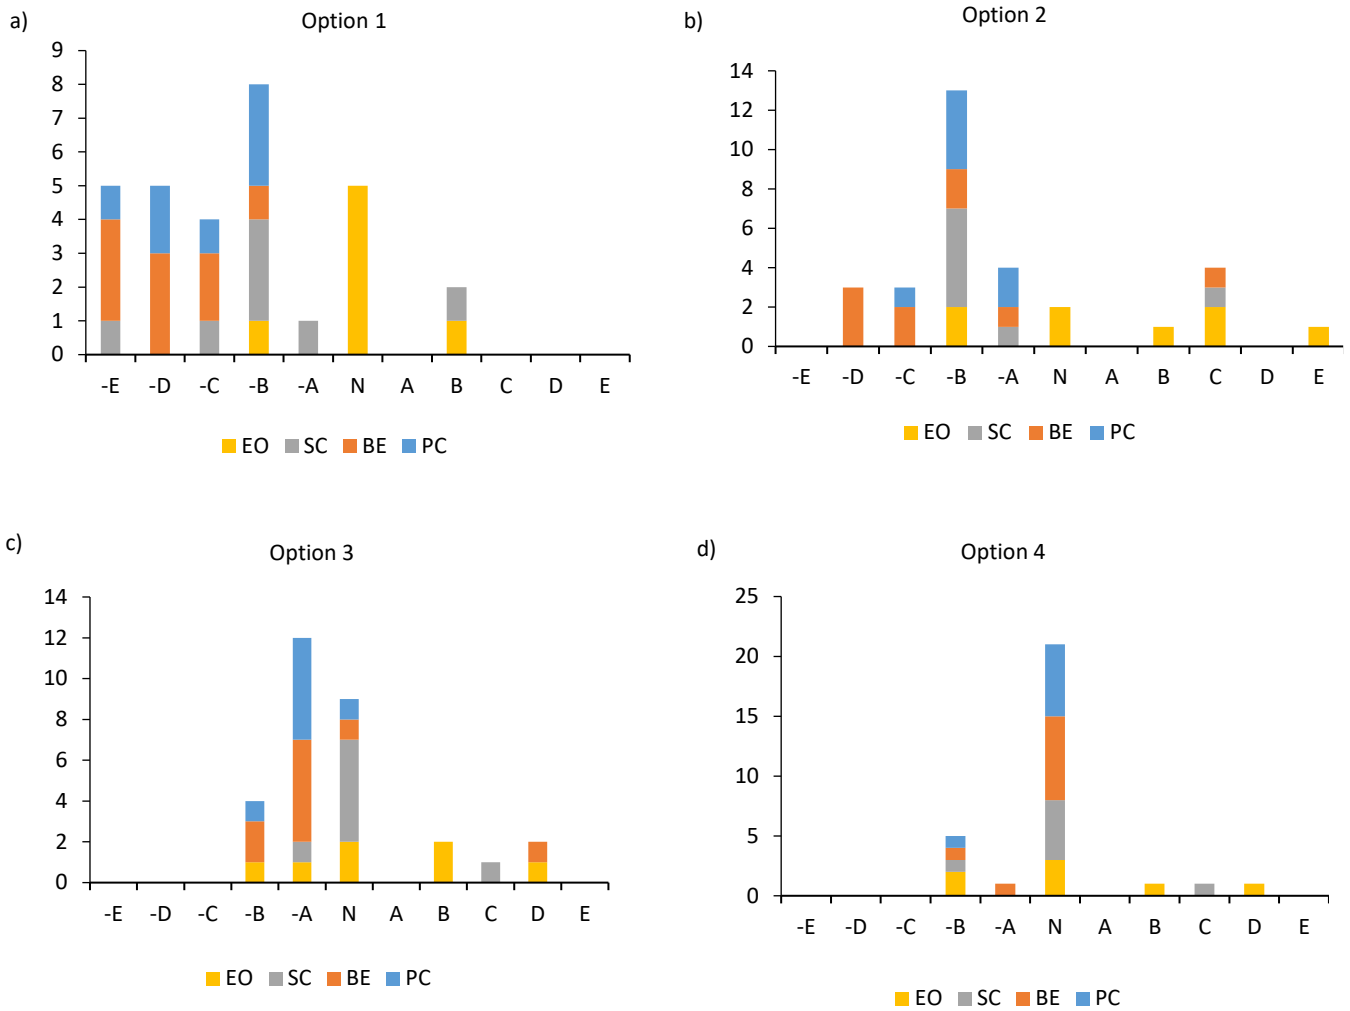 a)
Option 1
9
8
7
6
5
4
3
2
1
0
-E -D -C -B -A N A B C D E
EO SC BE PC
b)
Option 2
14
12
10
8
6
4
2
0
-E -D -C -B -A N A B C D E
EO SC BE PC
c)
Option 3
14
12
10
8
6
4
2
0
-E -D -C -B -A N A B C D E
EO SC BE PC
d)
Option 4
25
20
15
10
5
0
-E -D -C -B -A N A B C D E
EO SC BE PC